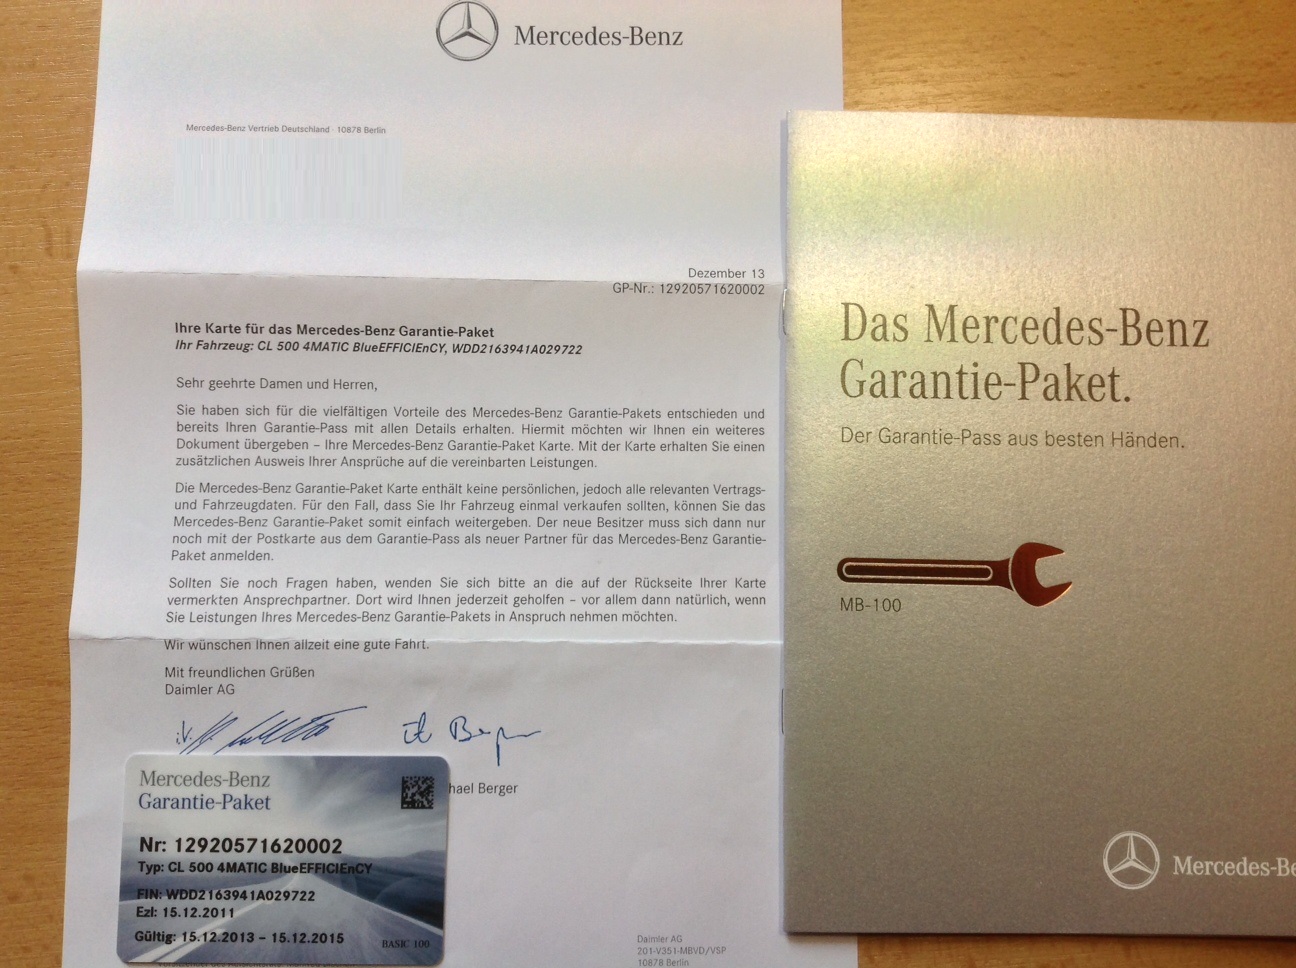 Mercedes-Benz
Mercedes-Benz Vertrieb Deutschland · 10878 Berlin
Dezember 13
GP-Nr.: 12920571620002
Ihre Karte für das Mercedes-Benz Garantie-Paket
Ihr Fahrzeug: CL 500 4MATIC BlueEFFICIEnCY, WDD2163941A029722
Sehr geehrte Damen und Herren,
Sie haben sich für die vielfältigen Vorteile des Mercedes-Benz Garantie-Pakets entschieden und
bereits Ihren Garantie-Pass mit allen Details erhalten. Hiermit möchten wir Ihnen ein weiteres
Dokument übergeben – Ihre Mercedes-Benz Garantie-Paket Karte. Mit der Karte erhalten Sie einen
zusätzlichen Ausweis Ihrer Ansprüche auf die vereinbarten Leistungen.
Die Mercedes-Benz Garantie-Paket Karte enthält keine persönlichen, jedoch alle relevanten Vertrags-
und Fahrzeugdaten. Für den Fall, dass Sie Ihr Fahrzeug einmal verkaufen sollten, können Sie das
Mercedes-Benz Garantie-Paket somit einfach weitergeben. Der neue Besitzer muss sich dann nur
noch mit der Postkarte aus dem Garantie-Pass als neuer Partner für das Mercedes-Benz Garantie-
Paket anmelden.
Sollten Sie noch Fragen haben, wenden Sie sich bitte an die auf der Rückseite Ihrer Karte
vermerkten Ansprechpartner. Dort wird Ihnen jederzeit geholfen – vor allem dann natürlich, wenn
Sie Leistungen Ihres Mercedes-Benz Garantie-Pakets in Anspruch nehmen möchten.
Wir wünschen Ihnen allzeit eine gute Fahrt.
Mit freundlichen Grüßen
Daimler AG
i.V.
Berger
hael Berger
Mercedes-Benz
Garantie-Paket
Nr: 12920571620002
Typ: CL 500 4MATIC BlueEFFICIEnCY
FIN: WDD2163941A029722
Ezl: 15.12.2011
Gültig: 15.12.2013 – 15.12.2015
BASIC 100
Daimler AG
201-V351-MBVD/VSP
10878 Berlin
Das Mercedes-Benz
Garantie-Paket.
Der Garantie-Pass aus besten Händen.
MB-100
Mercedes-Be